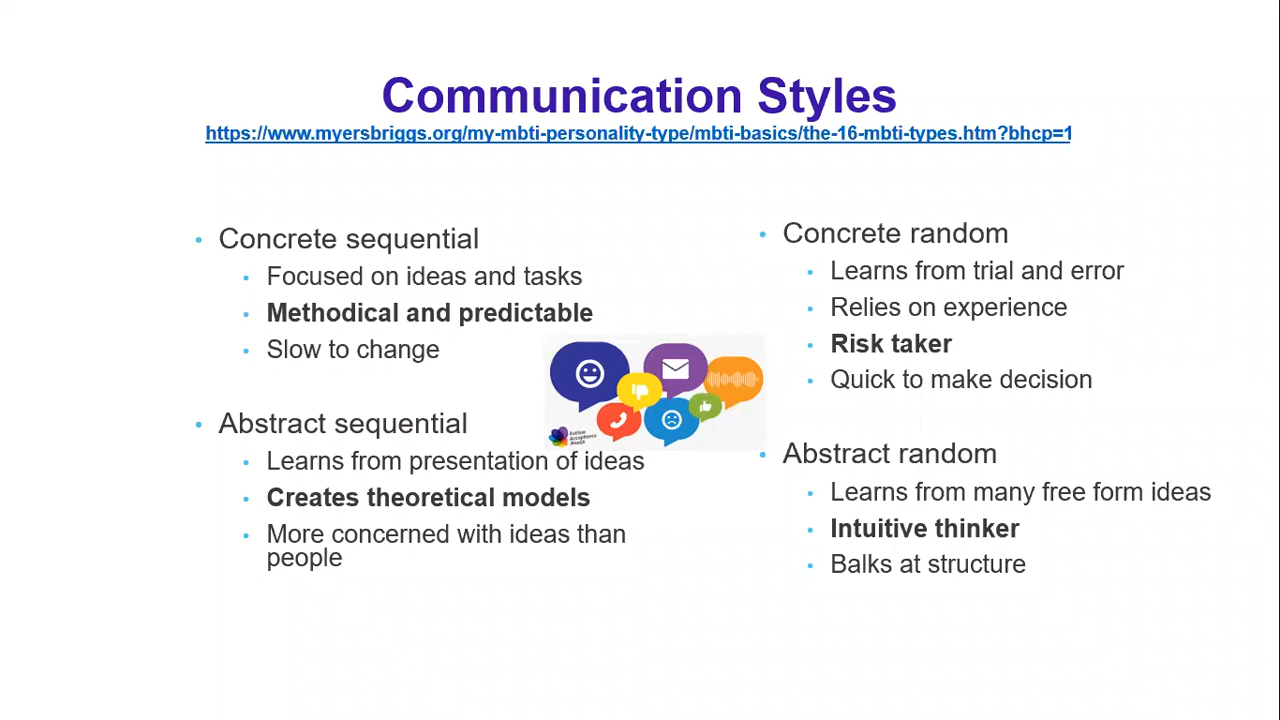 Communication Styles
https://www.myersbriggs.org/my-mbti-personality-type/mbti-basics/the-16-mbti-types.htm?bhcp=1
• Concrete sequential
• Focused on ideas and tasks
• Methodical and predictable
• Slow to change
• Abstract sequential
• Learns from presentation of ideas
• Creates theoretical models
• More concerned with ideas than
people
Autism
Acceptance
Month
• Concrete random
• Learns from trial and error
• Relies on experience
• Risk taker
• Quick to make decision
• Abstract random
• Learns from many free form ideas
• Intuitive thinker
• Balks at structure